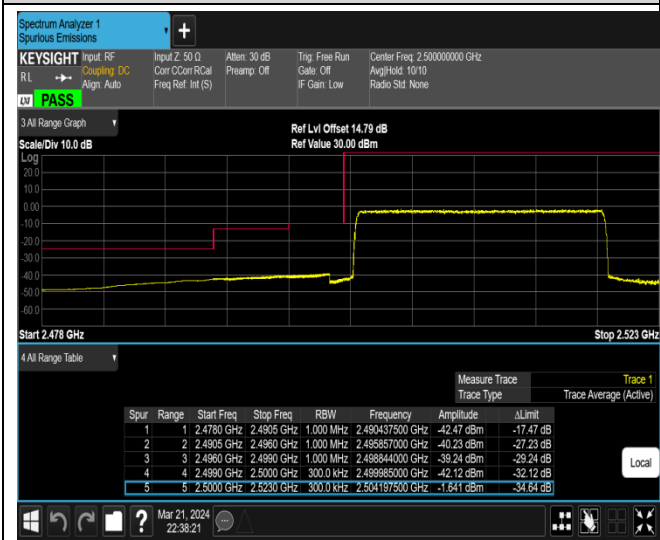 Spectrum Analyzer 1
Spurious Emissions
+
KEYSIGHT Input: RF Input Z: 50 Ω Atten: 30 dB Trig: Free Run Center Freq: 2.500000000 GHz
RL Coupling: DC Corr CCorr RCal Preamp: Off Gate: Off Avg|Hold: 10/10
Align: Auto Freq Ref: Int (S) IF Gain: Low Radio Std: None
LXI PASS
3 All Range Graph
Ref Lvl Offset 14.79 dB
Scale/Div 10.0 dB Ref Value 30.00 dBm
Log
20.0
10.0
0.00
-10.0
-20.0
-30.0
-40.0
-50.0
-60.0
Start 2.478 GHz Stop 2.523 GHz
4 All Range Table
Measure Trace Trace 1
Trace Type Trace Average (Active)
Spur Range Start Freq Stop Freq RBW Frequency Amplitude ΔLimit
1 1 2.4780 GHz 2.4905 GHz 1.000 MHz 2.490437500 GHz -42.47 dBm -17.47 dB
2 2 2.4905 GHz 2.4960 GHz 1.000 MHz 2.495857000 GHz -40.23 dBm -27.23 dB
3 3 2.4960 GHz 2.4990 GHz 1.000 MHz 2.498844000 GHz -39.24 dBm -29.24 dB
4 4 2.4990 GHz 2.5000 GHz 300.0 kHz 2.499985000 GHz -42.12 dBm -32.12 dB
5 5 2.5000 GHz 2.5230 GHz 300.0 kHz 2.504197500 GHz -1.641 dBm -34.64 dB
Local
? Mar 21, 2024
22:38:21